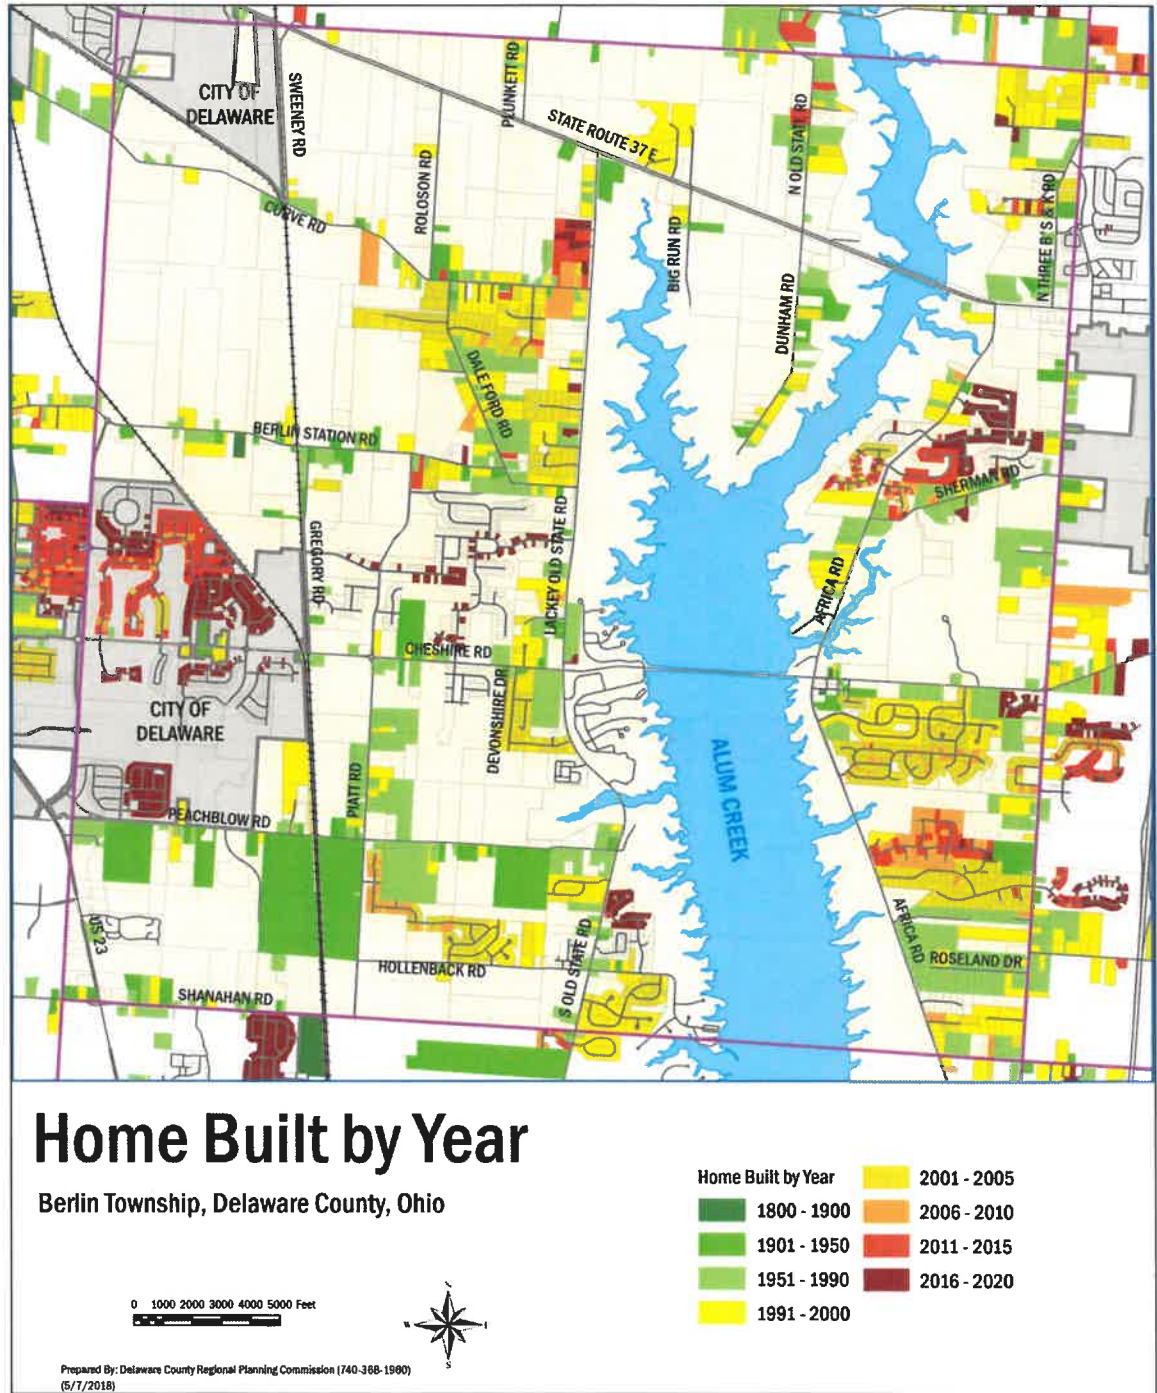 CITY OF
DELAWARE
SWEENEY RD
PLUNKETT RD
STATE ROUTE 37 E
N OLD STATE RD
ROLOSON RD
CURVE RD
BIG RUN RD
N THREE B'S & K RD
DUNHAM RD
DALE FORD RD
BERLIN STATION RD
SHERMAN RD
GREGORY RD
LACKEY OLD STATE RD
AFRICA RD
CHESHIRE RD
DEVONSHIRE DR
CITY OF
DELAWARE
ALUM CREEK
PIATT RD
PEACHBLOW RD
US 23
AFRICA RD
S OLD STATE RD
ROSELAND DR
HOLLENBACK RD
SHANAHAN RD
Home Built by Year
Berlin Township, Delaware County, Ohio
Home Built by Year
1800 - 1900
1901 - 1950
1951 - 1990
1991 - 2000
2001 - 2005
2006 - 2010
2011 - 2015
2016 - 2020
0 1000 2000 3000 4000 5000 Feet
S
Prepared By: Delaware County Regional Planning Commission (740-368-1960)
(5/7/2018)